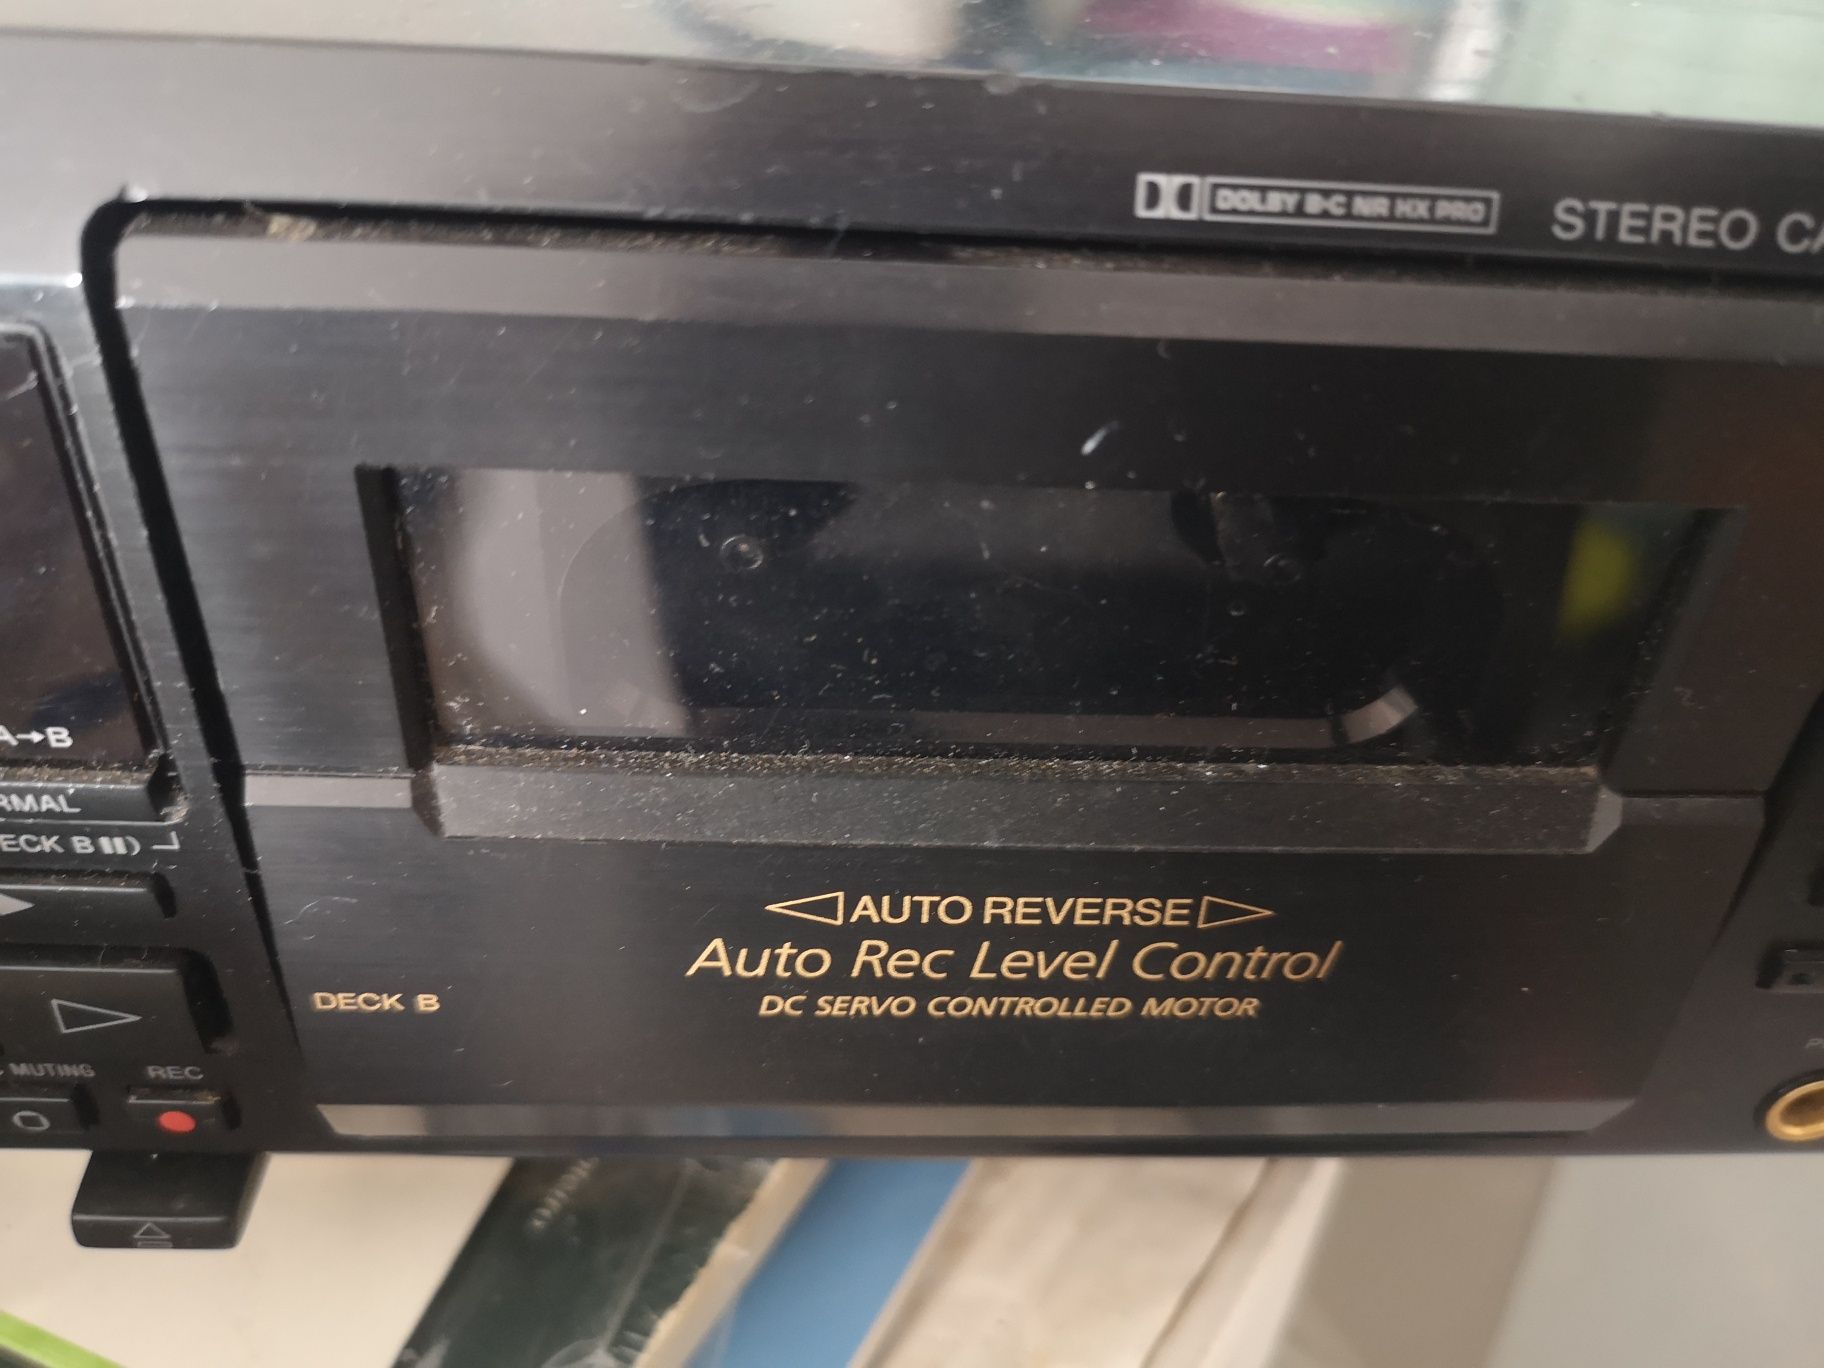 DOLBY B-C NR HX PRO
STEREO CA
A→B
RMAL
ECK B II)
AUTO REVERSE
Auto Rec Level Control
DECK B
DC SERVO CONTROLLED MOTOR
MUTING
REC